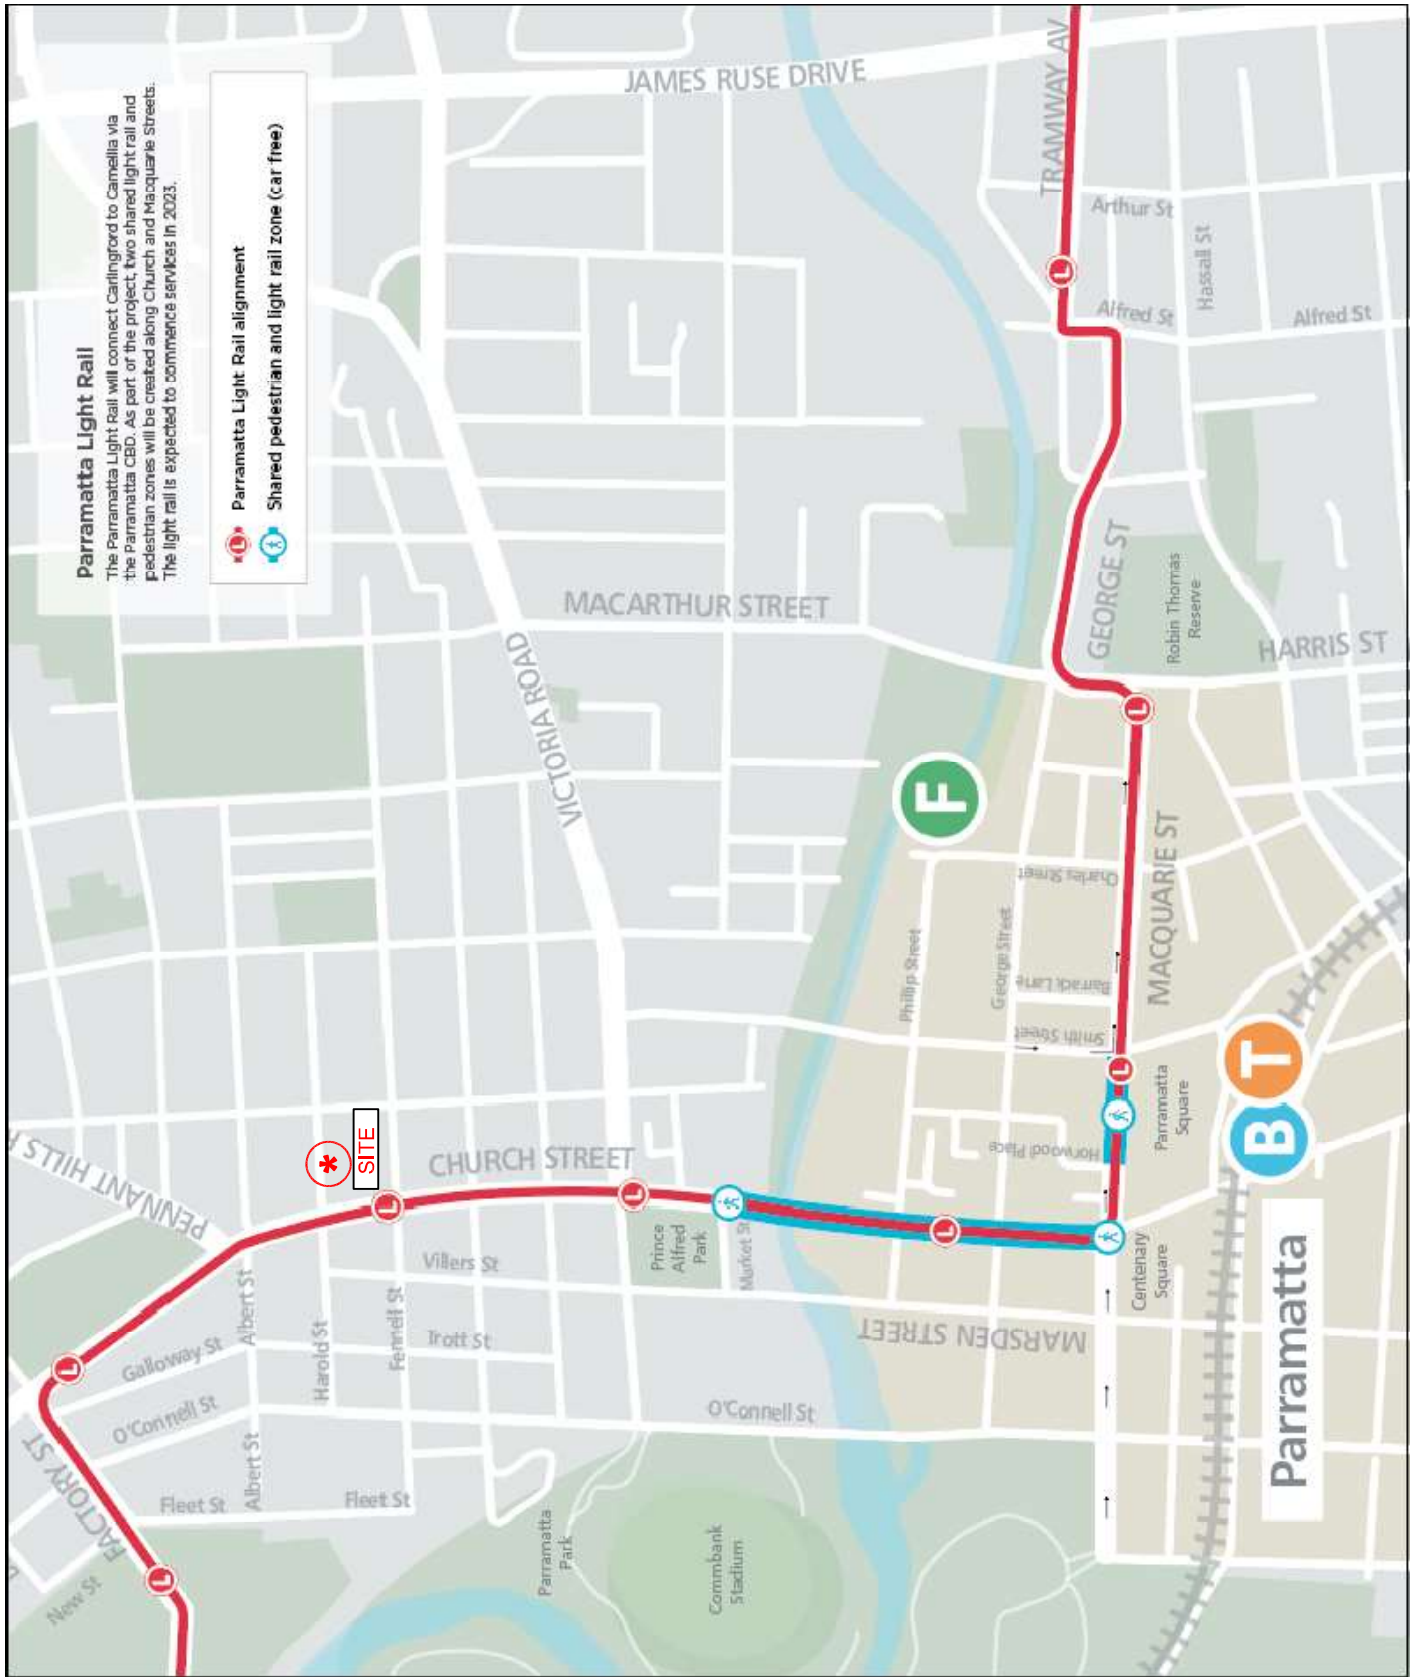 Parramatta Light Rail
The Parramatta Light Rail will connect Carlingford to Camellia via
the Parramatta CBD. As part of the project, two shared light rail and
pedestrian zones will be created along Church and Macquarie Streets.
The light rail is expected to commence services in 2023.
L Parramatta Light Rail alignment
Shared pedestrian and light rail zone (car free)
JAMES RUSE DRIVE
TRAMWAY AV
Arthur St
Hassall St
Alfred St
Alfred St
L
MACARTHUR STREET
GEORGE ST
Robin Thomas
Reserve
HARRIS ST
VICTORIA ROAD
L
F
MACQUARIE ST
Charles Street
Phillip Street
George Street
Barrack Lane
Smith Street
L
Parramatta
Square
Horwood Place
T
B
PENNANT HILLS
*
SITE
CHURCH STREET
L
L
L
Prince
Alfred
Park
Market St
Centenary
Square
Villers St
MARSDEN STREET
Albert St
Harold St
Fennell St
Trott St
L
Galloway St
O'Connell St
O'Connell St
FACTORY ST
Albert St
Fleet St
Fleet St
New St
L
Parramatta
Park
Commbank
Stadium
Parramatta